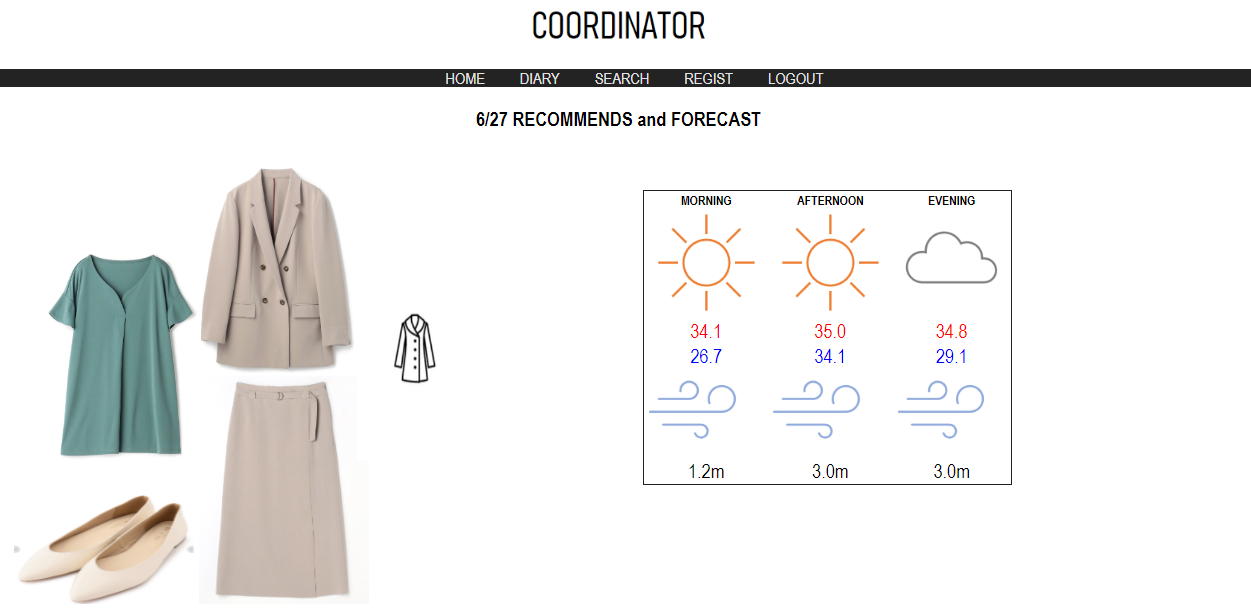 COORDINATOR
HOME DIARY SEARCH REGIST LOGOUT
6/27 RECOMMENDS and FORECAST
MORNING AFTERNOON EVENING
34.1 35.0 34.8
26.7 34.1 29.1
1.2m 3.0m 3.0m